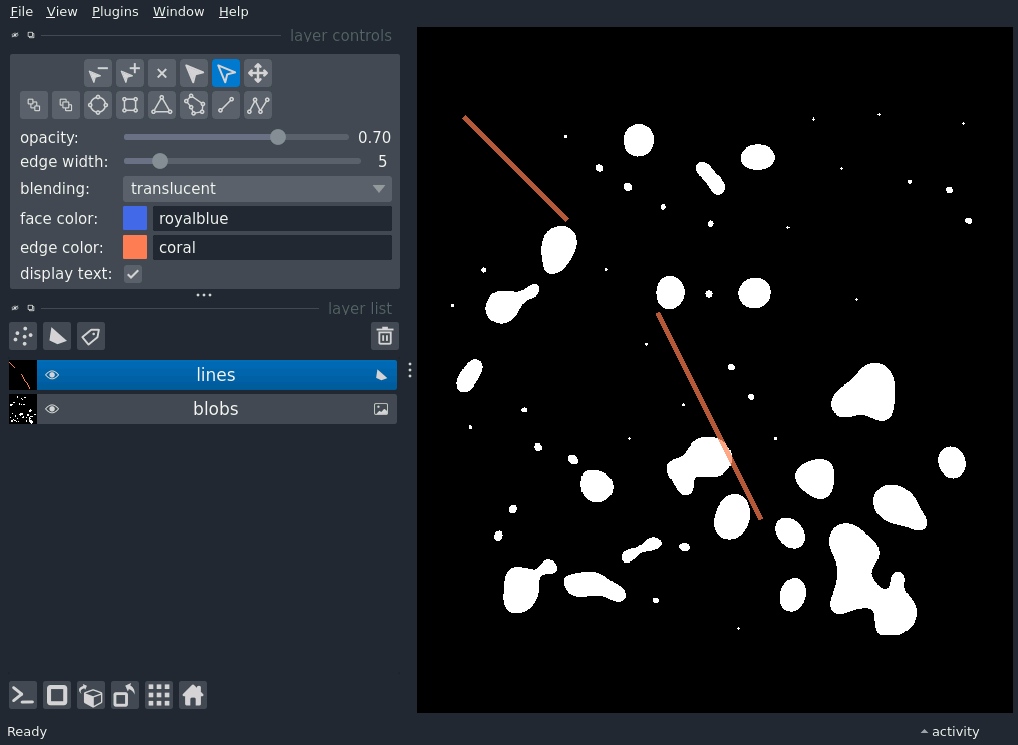 File View Plugins Window Help
layer controls
opacity: 0.70
edge width: 5
blending: translucent
face color: royalblue
edge color: coral
display text:
layer list
lines
blobs
Ready activity